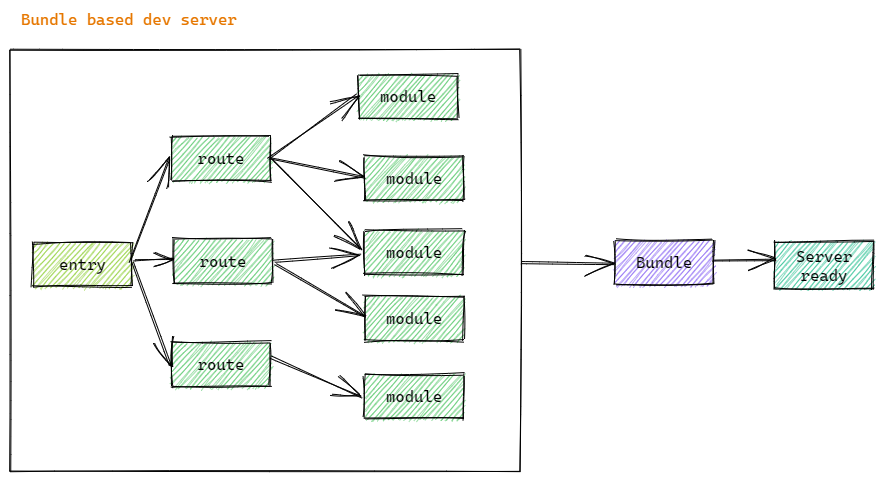 Bundle based dev server
module
route
module
module
entry
route
Bundle
Server
ready
module
route
module